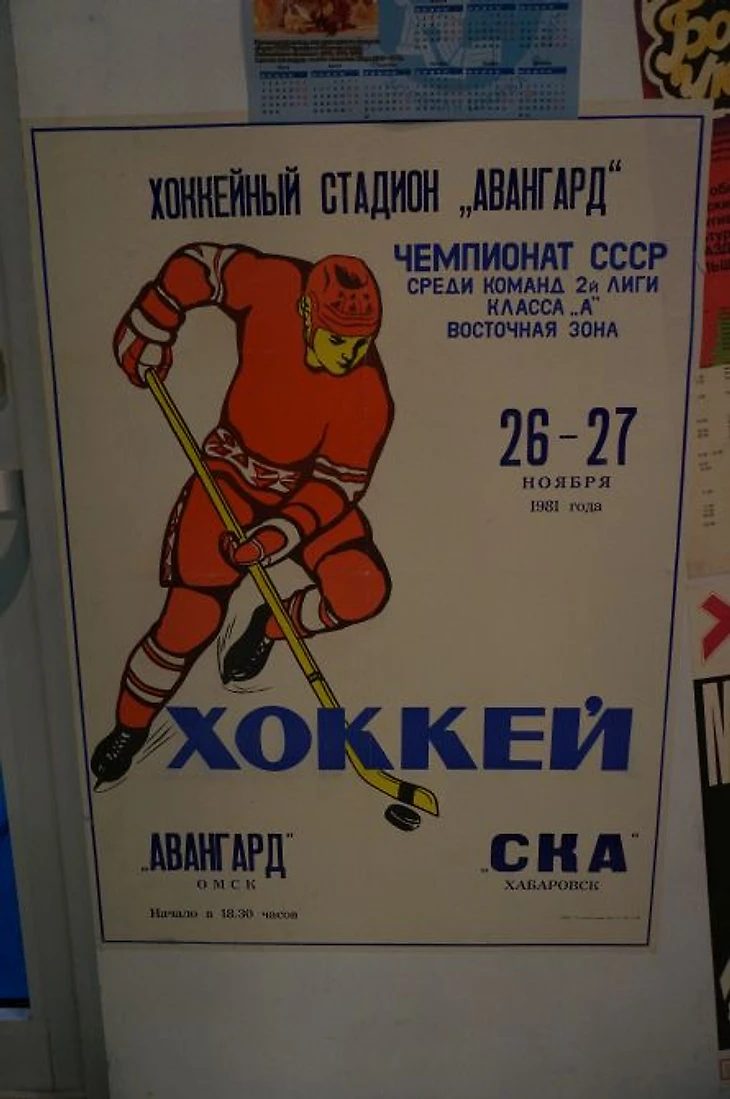 ХОККЕЙНЫЙ СТАДИОН „АВАНГАРД"
ЧЕМПИОНАТ СССР
СРЕДИ КОМАНД 2й ЛИГИ
КЛАССА „А"
ВОСТОЧНАЯ ЗОНА
26-27
НОЯБРЯ
1981 года
ХОККЕЙ
„АВАНГАРД"
ОМСК
„СКА"
ХАБАРОВСК
Начало в 18.30 часов